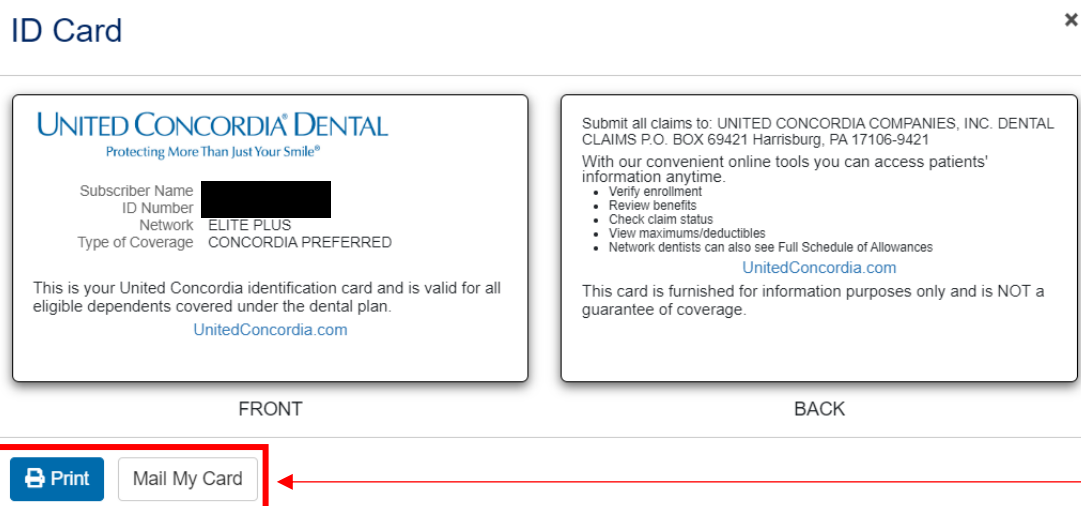 ID Card
×
UNITED CONCORDIA® DENTAL
Protecting More Than Just Your Smile®
Subscriber Name
ID Number
Network ELITE PLUS
Type of Coverage CONCORDIA PREFERRED
This is your United Concordia identification card and is valid for all
eligible dependents covered under the dental plan.
UnitedConcordia.com
FRONT
Submit all claims to: UNITED CONCORDIA COMPANIES, INC. DENTAL
CLAIMS P.O. BOX 69421 Harrisburg, PA 17106-9421
With our convenient online tools you can access patients'
information anytime.
• Verify enrollment
• Review benefits
• Check claim status
• View maximums/deductibles
• Network dentists can also see Full Schedule of Allowances
UnitedConcordia.com
This card is furnished for information purposes only and is NOT a
guarantee of coverage.
BACK
Print
Mail My Card